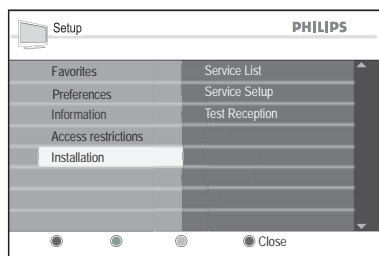 Setup
PHILIPS
Favorites
Preferences
Information
Access restrictions
Installation
Service List
Service Setup
Test Reception
Close